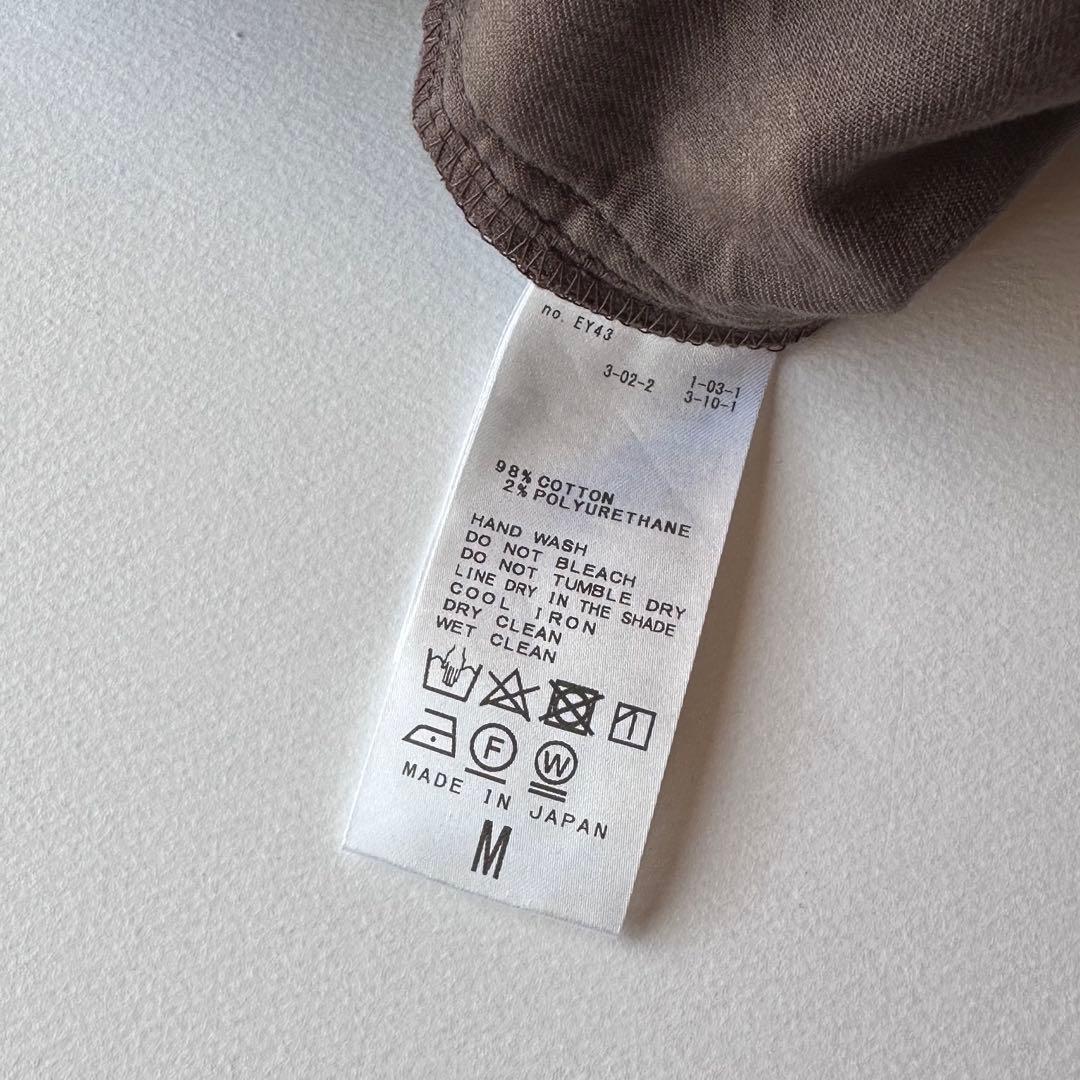 no. EY43
3-02-2 1-03-1
3-10-1
98% COTTON
2% POLYURETHANE
HAND WASH
DO NOT BLEACH
DO NOT TUMBLE DRY
LINE DRY IN THE SHADE
COOL IRON
DRY CLEAN
WET CLEAN
F W
MADE IN JAPAN
M